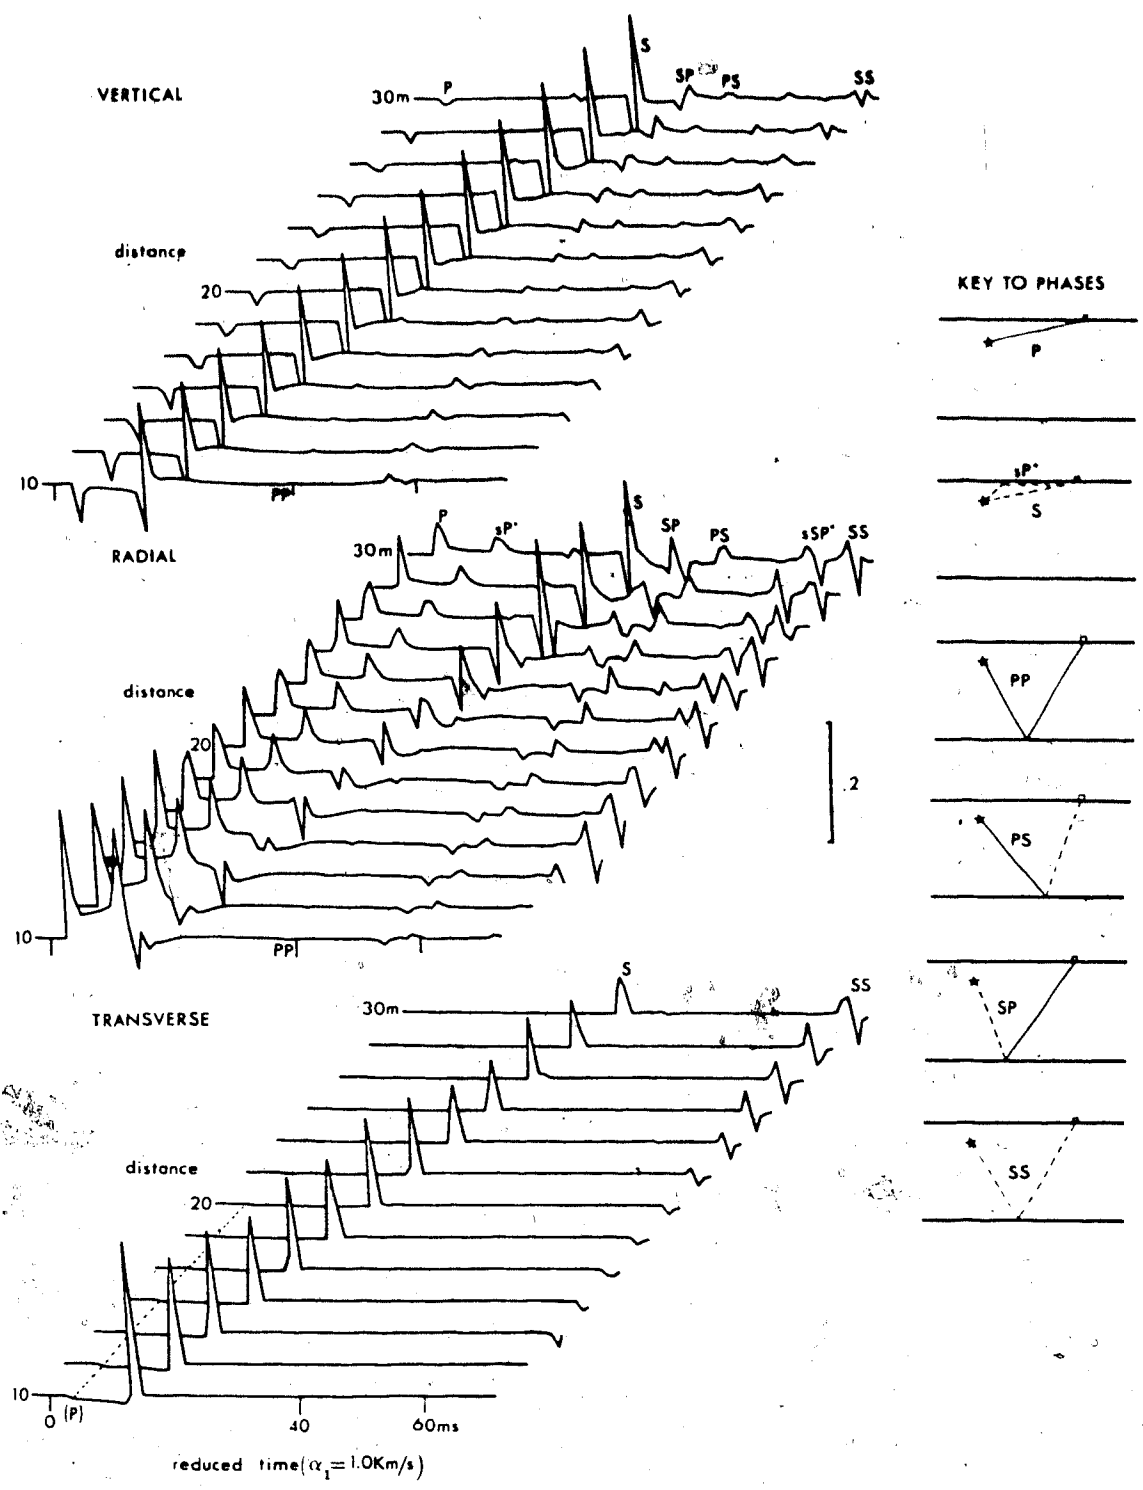 VERTICAL
30m
P
S
SP
PS
SS
distance
20
10
PP
KEY TO PHASES
P
sP*
S
PP
PS
SP
SS
RADIAL
30m
P
sP*
S
SP
PS
sSP*
SS
distance
20
.2
10
PP
TRANSVERSE
30m
S
SS
distance
20
10
0
(P)
40
60ms
reduced time(α₁=1.0Km/s)